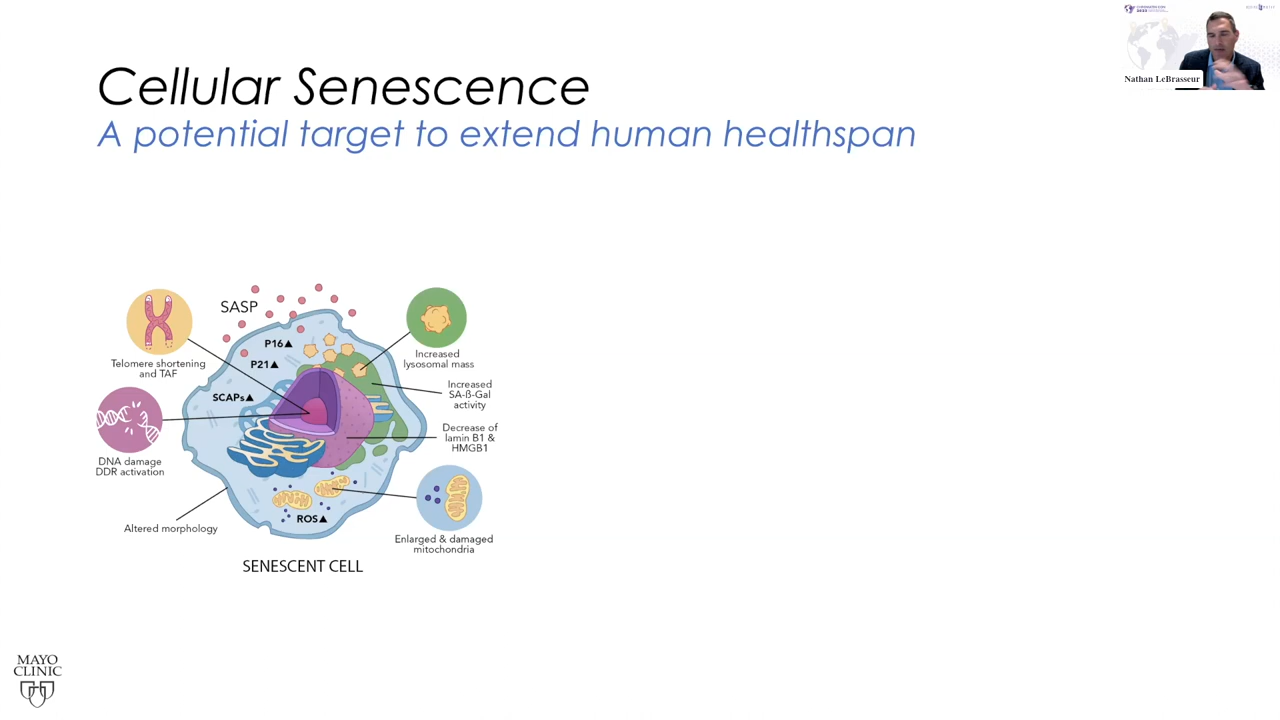 Cellular Senescence
A potential target to extend human healthspan
Nathan LeBrasseur
SASP
P16▲
P21▲
SCAPs▲
ROS▲
Telomere shortening
and TAF
DNA damage
DDR activation
Altered morphology
Increased
lysosomal mass
Increased
SA-ß-Gal
activity
Decrease of
lamin B1 &
HMGB1
Enlarged & damaged
mitochondria
SENESCENT CELL
MAYO
CLINIC